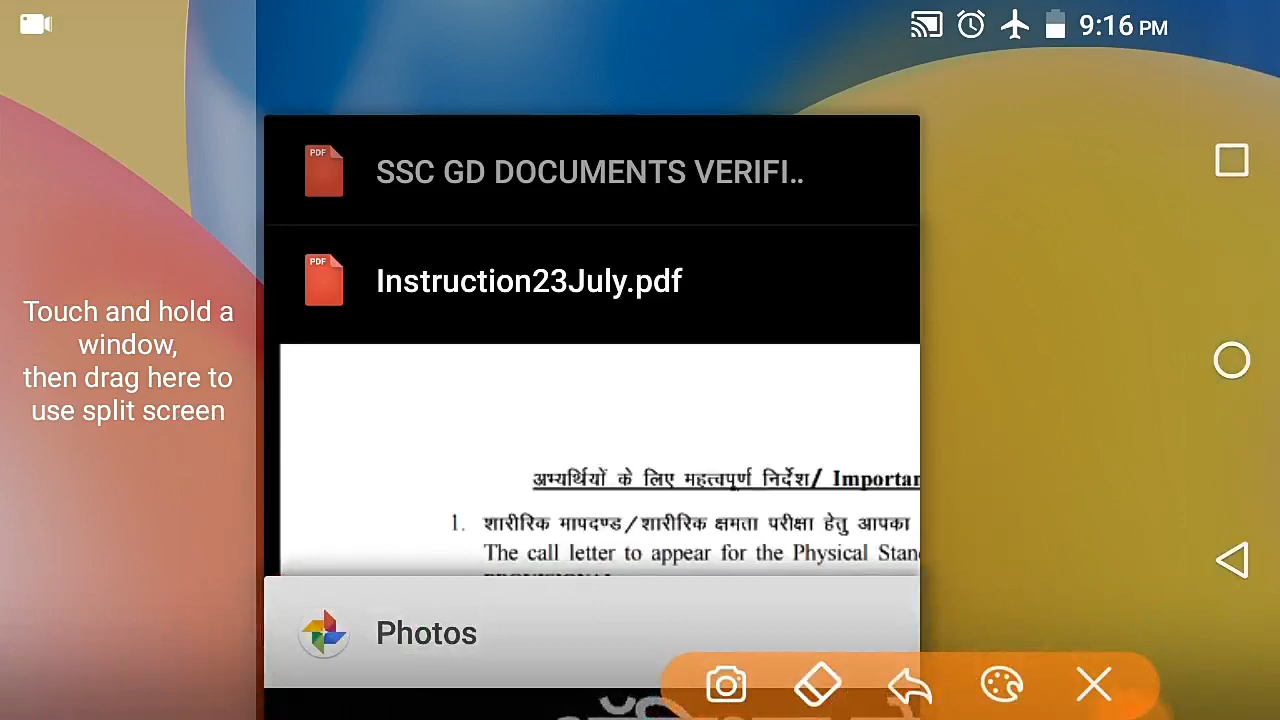 9:16 PM
SSC GD DOCUMENTS VERIFI..
PDF
Instruction23July.pdf
PDF
Touch and hold a
window,
then drag here to
use split screen
अभ्यर्थियों के लिए महत्वपूर्ण निर्देश/ Importan
1. शारीरिक मापदण्ड/शारीरिक क्षमता परीक्षा हेतु आपका
The call letter to appear for the Physical Stan
Photos